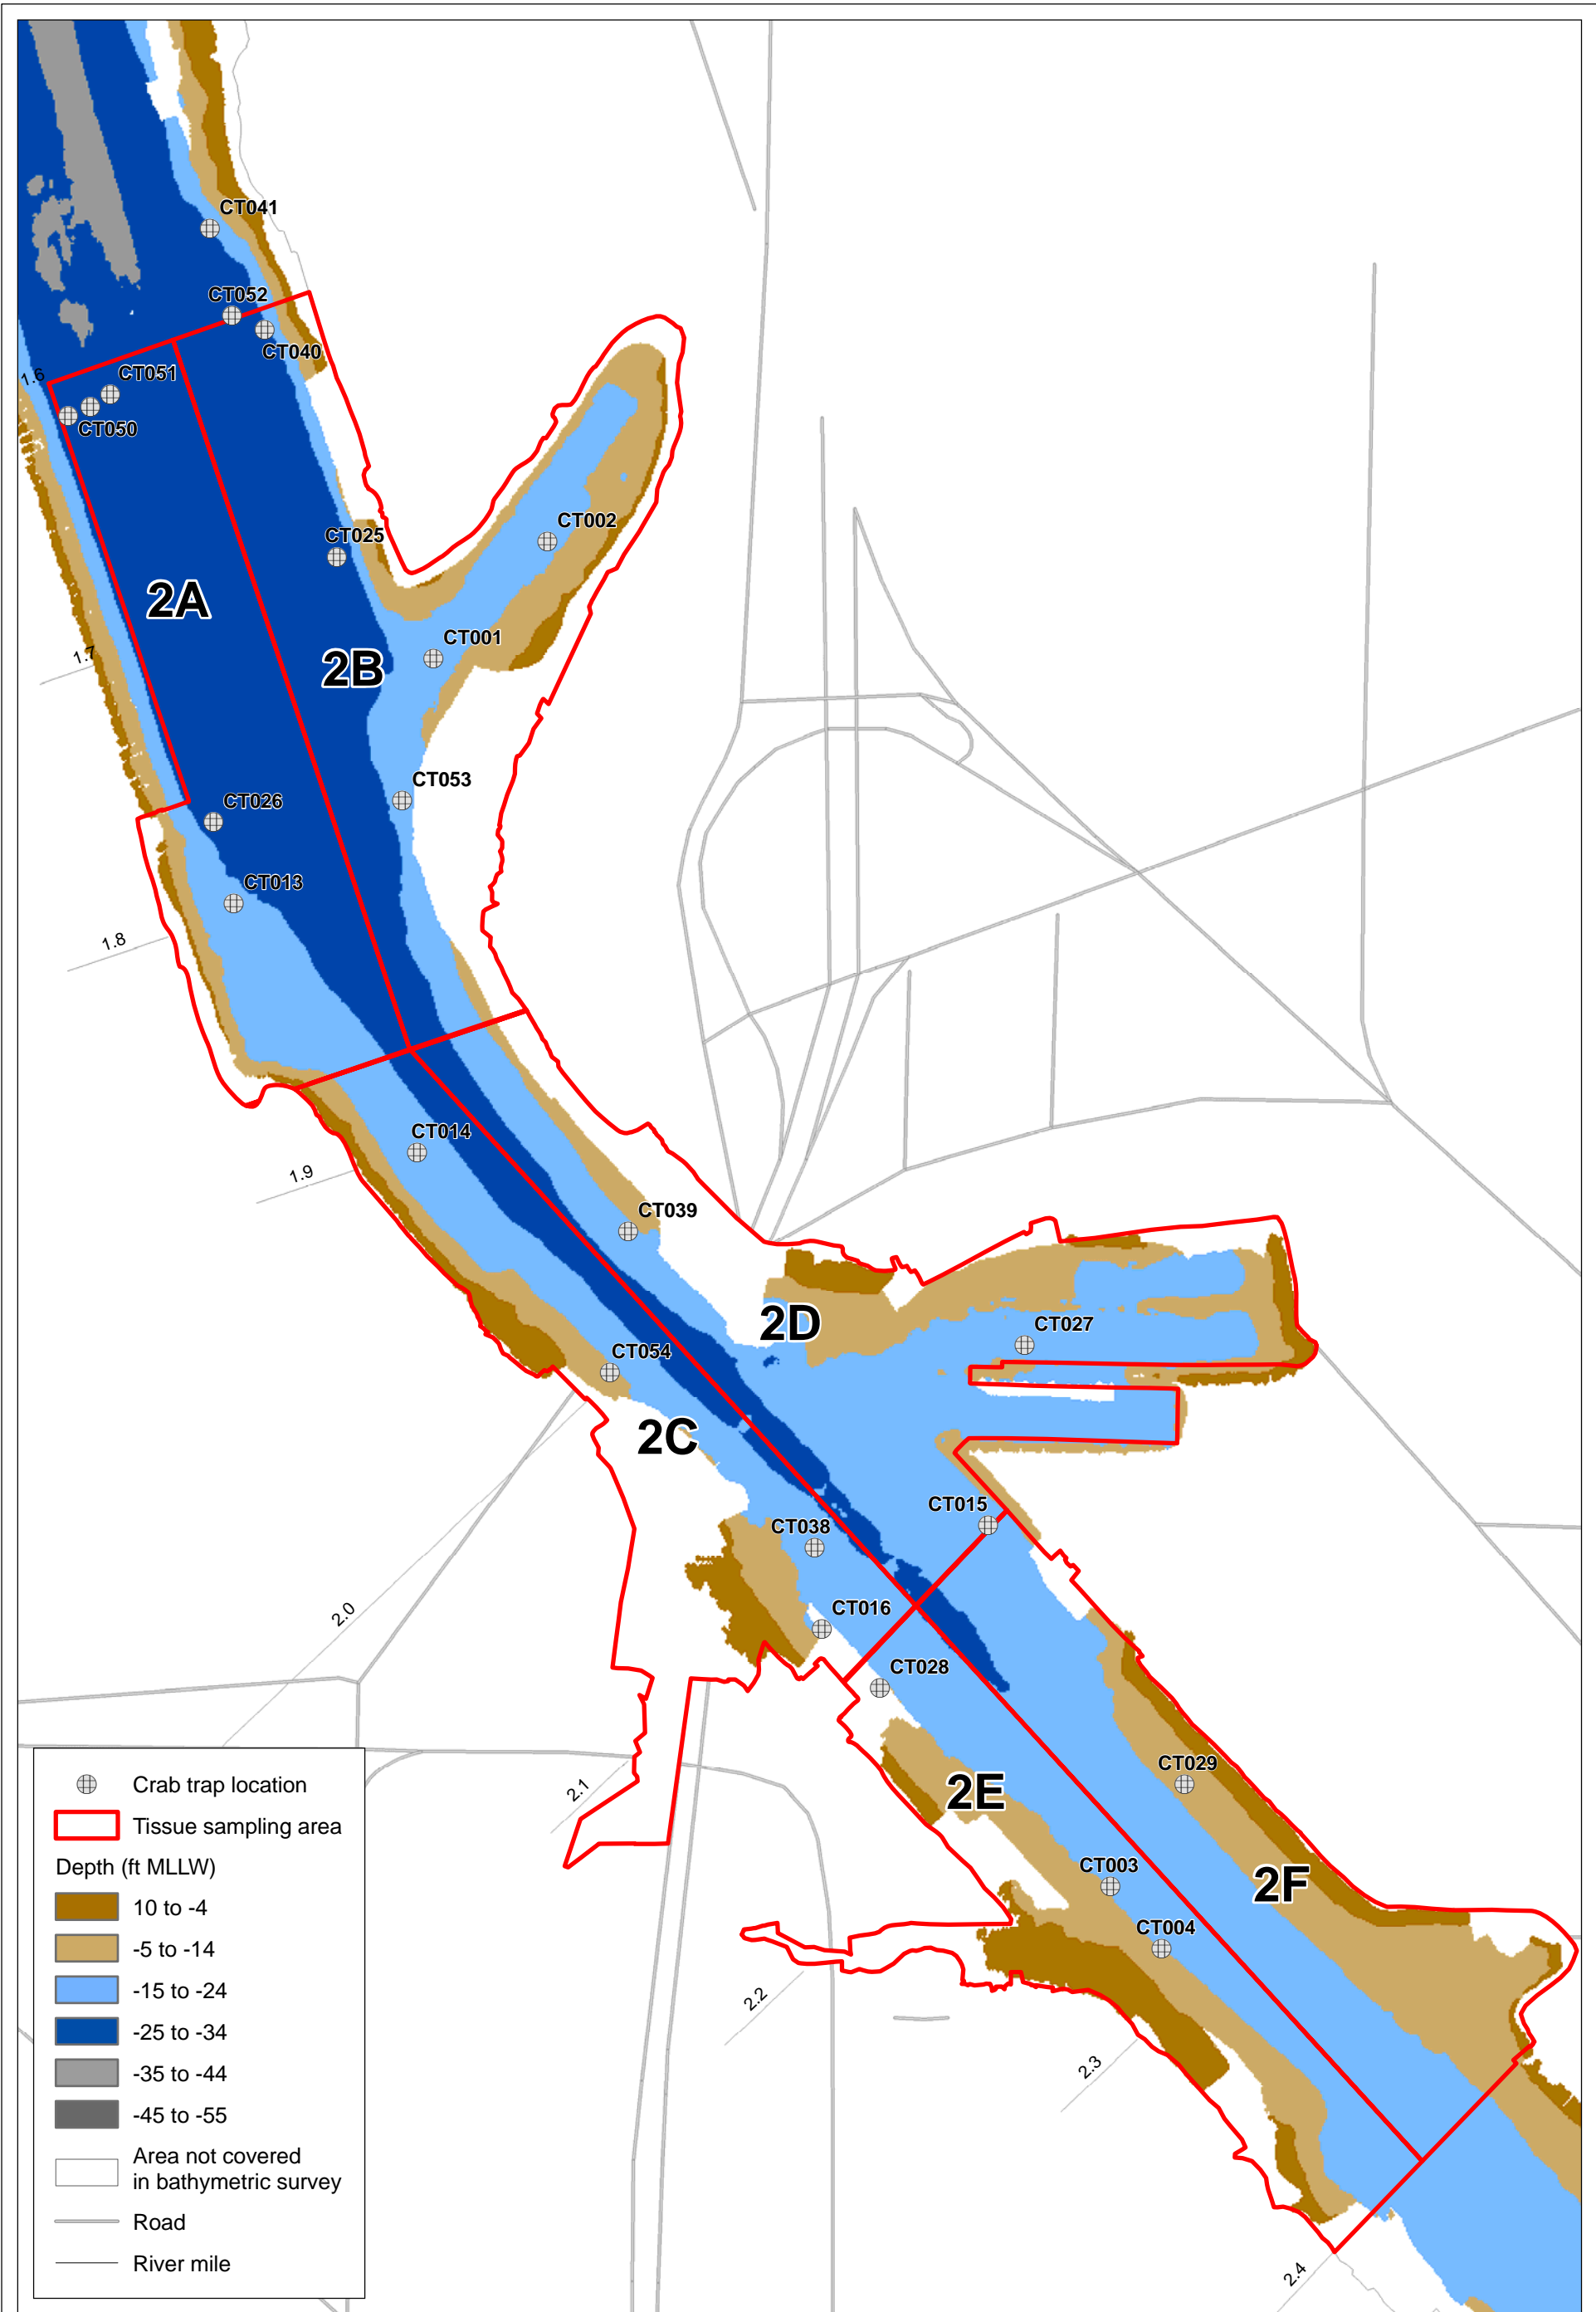 CT041
CT052
CT040
1.6
CT051
CT050
CT002
CT025
2A
CT001
1.7
2B
CT053
CT026
CT013
1.8
CT014
1.9
CT039
2D
CT027
CT054
2C
CT015
CT038
2.0
CT016
CT028
CT029
2.1
2E
CT003
2F
CT004
2.2
2.3
2.4
Crab trap location
Tissue sampling area
Depth (ft MLLW)
10 to -4
-5 to -14
-15 to -24
-25 to -34
-35 to -44
-45 to -55
Area not covered
in bathymetric survey
Road
River mile